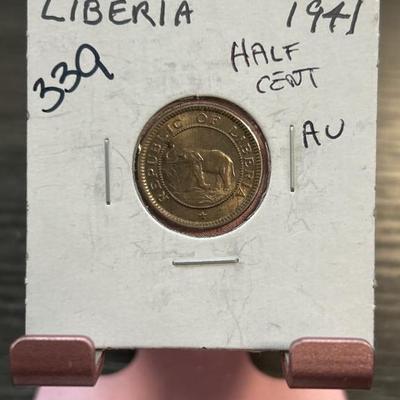 LIBERIA 1941
339
HALF
CENT
AU
REPUBLIC OF LIBERIA